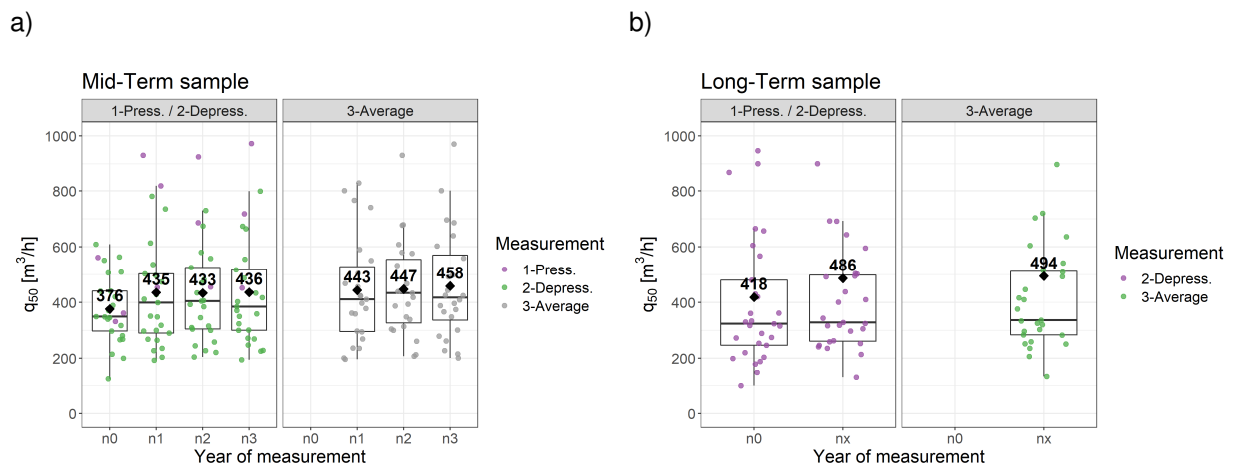 a)
Mid-Term sample
1-Press. / 2-Depress.
3-Average
1000
800
600
400
200
0
q50 [m³/h]
376
435
433
436
443
447
458
n0
n1
n2
n3
n0
n1
n2
n3
Year of measurement
Measurement
1-Press.
2-Depress.
3-Average
b)
Long-Term sample
1-Press. / 2-Depress.
3-Average
1000
800
600
400
200
0
q50 [m³/h]
418
486
494
n0
nx
n0
nx
Year of measurement
Measurement
2-Depress.
3-Average